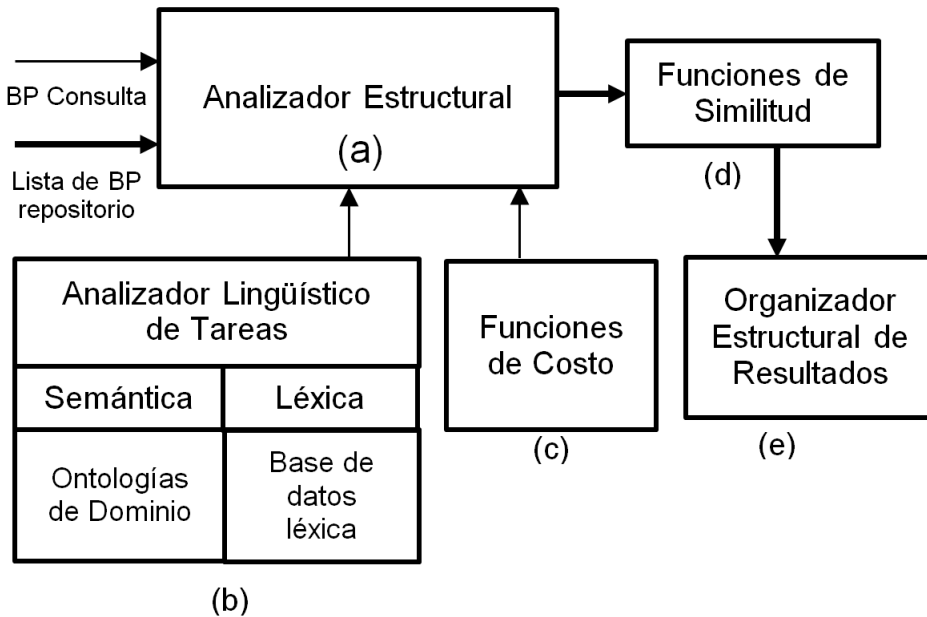 BP Consulta
Lista de BP
repositorio
Analizador Estructural
(a)
Funciones de
Similitud
(d)
Analizador Lingüístico
de Tareas
Semántica
Léxica
Ontologías
de Dominio
Base de
datos
léxica
(b)
Funciones
de Costo
(c)
Organizador
Estructural de
Resultados
(e)